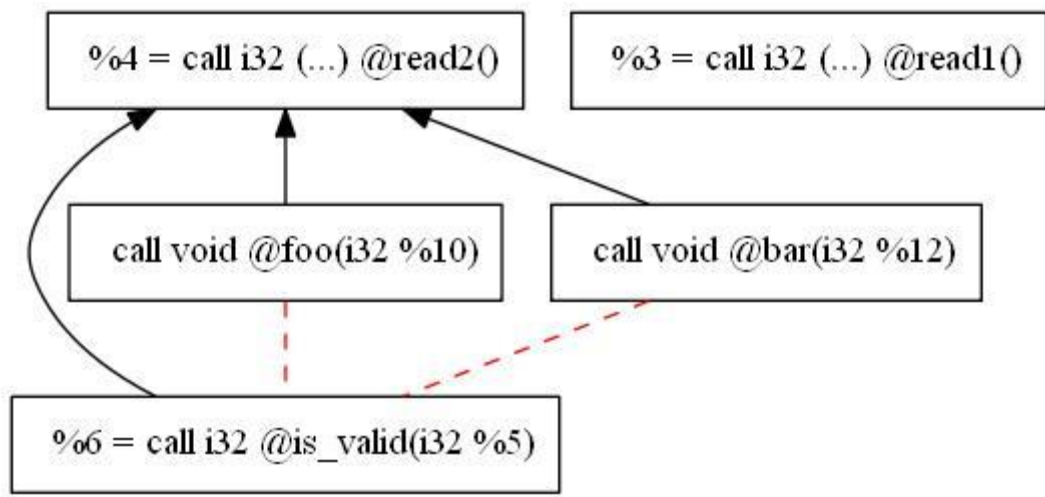 %4 = call i32 (...) @read2()
%3 = call i32 (...) @read1()
call void @foo(i32 %10)
call void @bar(i32 %12)
%6 = call i32 @is_valid(i32 %5)